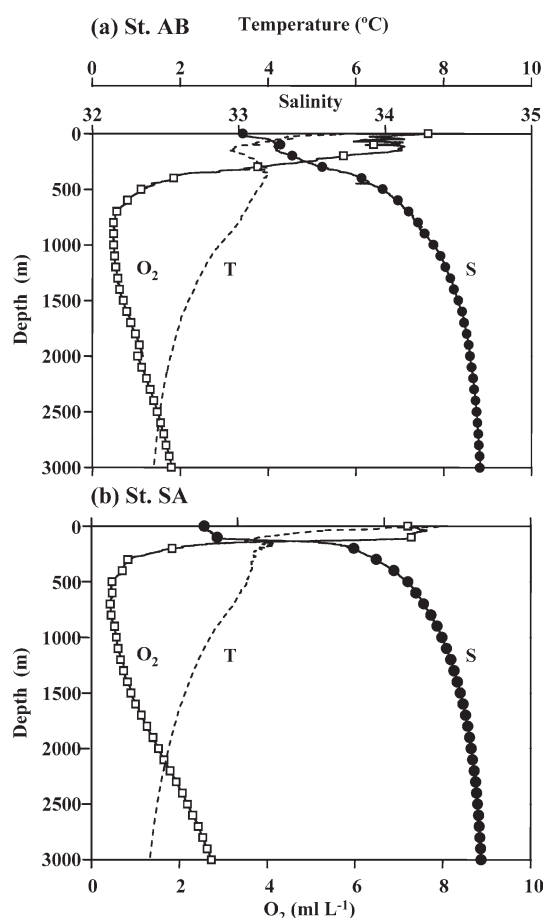 (a) St. AB
Temperature (°C)
0 2 4 6 8 10
Salinity
32 33 34 35
0
500
1000
1500
2000
2500
3000
Depth (m)
O2 T S
(b) St. SA
0
500
1000
1500
2000
2500
3000
Depth (m)
O2 T S
0 2 4 6 8 10
O2 (ml L-1)